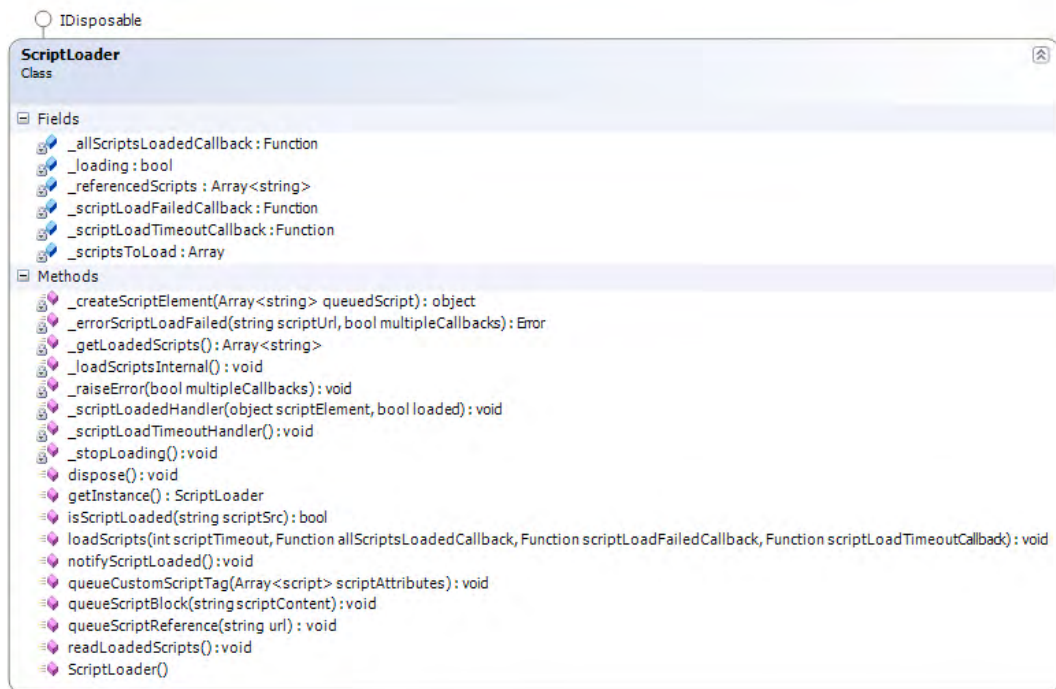 IDisposable
ScriptLoader
Class
Fields
_allScriptsLoadedCallback : Function
_loading : bool
_referencedScripts : Array<string>
_scriptLoadFailedCallback : Function
_scriptLoadTimeoutCallback : Function
_scriptsToLoad : Array
Methods
_createScriptElement(Array<string> queuedScript) : object
_errorScriptLoadFailed(string scriptUrl, bool multipleCallbacks) : Error
_getLoadedScripts() : Array<string>
_loadScriptsInternal() : void
_raiseError(bool multipleCallbacks) : void
_scriptLoadedHandler(object scriptElement, bool loaded) : void
_scriptLoadTimeoutHandler() : void
_stopLoading() : void
dispose() : void
getInstance() : ScriptLoader
isScriptLoaded(string scriptSrc) : bool
loadScripts(int scriptTimeout, Function allScriptsLoadedCallback, Function scriptLoadFailedCallback, Function scriptLoadTimeoutCallback) : void
notifyScriptLoaded() : void
queueCustomScriptTag(Array<script> scriptAttributes) : void
queueScriptBlock(string scriptContent) : void
queueScriptReference(string url) : void
readLoadedScripts() : void
ScriptLoader()